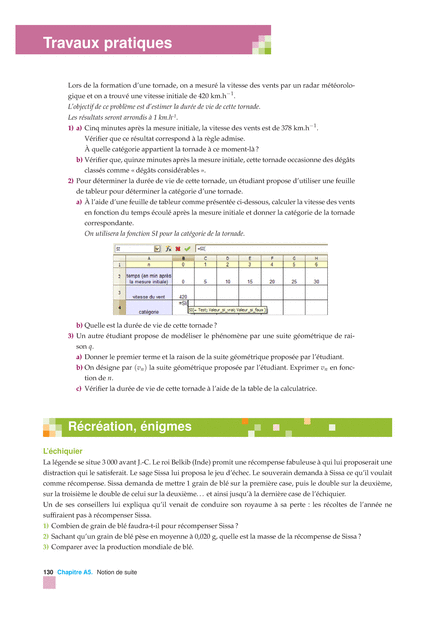 Travaux pratiques
Lors de la formation d'une tornade, on a mesuré la vitesse des vents par un radar météorolo-
gique et on a trouvé une vitesse initiale de 420 km.h⁻¹.
L'objectif de ce problème est d'estimer la durée de vie de cette tornade.
Les résultats seront arrondis à 1 km.h⁻¹.
1) a) Cinq minutes après la mesure initiale, la vitesse des vents est de 378 km.h⁻¹.
Vérifier que ce résultat correspond à la règle admise.
À quelle catégorie appartient la tornade à ce moment-là ?
b) Vérifier que, quinze minutes après la mesure initiale, cette tornade occasionne des dégâts
classés comme « dégâts considérables ».
2) Pour déterminer la durée de vie de cette tornade, un étudiant propose d'utiliser une feuille
de tableur pour déterminer la catégorie d'une tornade.
a) À l'aide d'une feuille de tableur comme présentée ci-dessous, calculer la vitesse des vents
en fonction du temps écoulé après la mesure initiale et donner la catégorie de la tornade
correspondante.
On utilisera la fonction SI pour la catégorie de la tornade.
SI =SI(
A B C D E F G H
1 n 0 1 2 3 4 5 6
2 temps (en min après
la mesure initiale) 0 5 10 15 20 25 30
3 vitesse du vent 420
4 catégorie =SI(
SI(= Test; Valeur_si_vrai; Valeur_si_faux )
b) Quel est la durée de vie de cette tornade ?
3) Un autre étudiant propose de modéliser le phénomène par une suite géométrique de rai-
son q.
a) Donner le premier terme et la raison de la suite géométrique proposée par l'étudiant.
b) On désigne par (vₙ) la suite géométrique proposée par l'étudiant. Exprimer vₙ en fonc-
tion de n.
c) Vérifier la durée de vie de cette tornade à l'aide de la table de la calculatrice.
Récréation, énigmes
L'échiquier
La légende se situe 3 000 avant J.-C. Le roi Belkib (Inde) promit une récompense fabuleuse à qui lui proposerait une
distraction qui le satisferait. Le sage Sissa lui proposa le jeu d'échec. Le souverain demanda à Sissa ce qu'il voulait
comme récompense. Sissa demanda de mettre 1 grain de blé sur la première case, puis le double sur la deuxième,
sur la troisième le double de celui sur la deuxième... et ainsi jusqu'à la dernière case de l'échiquier.
Un de ses conseillers lui expliqua qu'il venait de conduire son royaume à sa perte : les récoltes de l'année ne
suffiraient pas à récompenser Sissa.
1) Combien de grain de blé faudra-t-il pour récompenser Sissa ?
2) Sachant qu'un grain de blé pèse en moyenne à 0,020 g, quelle est la masse de la récompense de Sissa ?
3) Comparer avec la production mondiale de blé.
130 Chapitre A5. Notion de suite